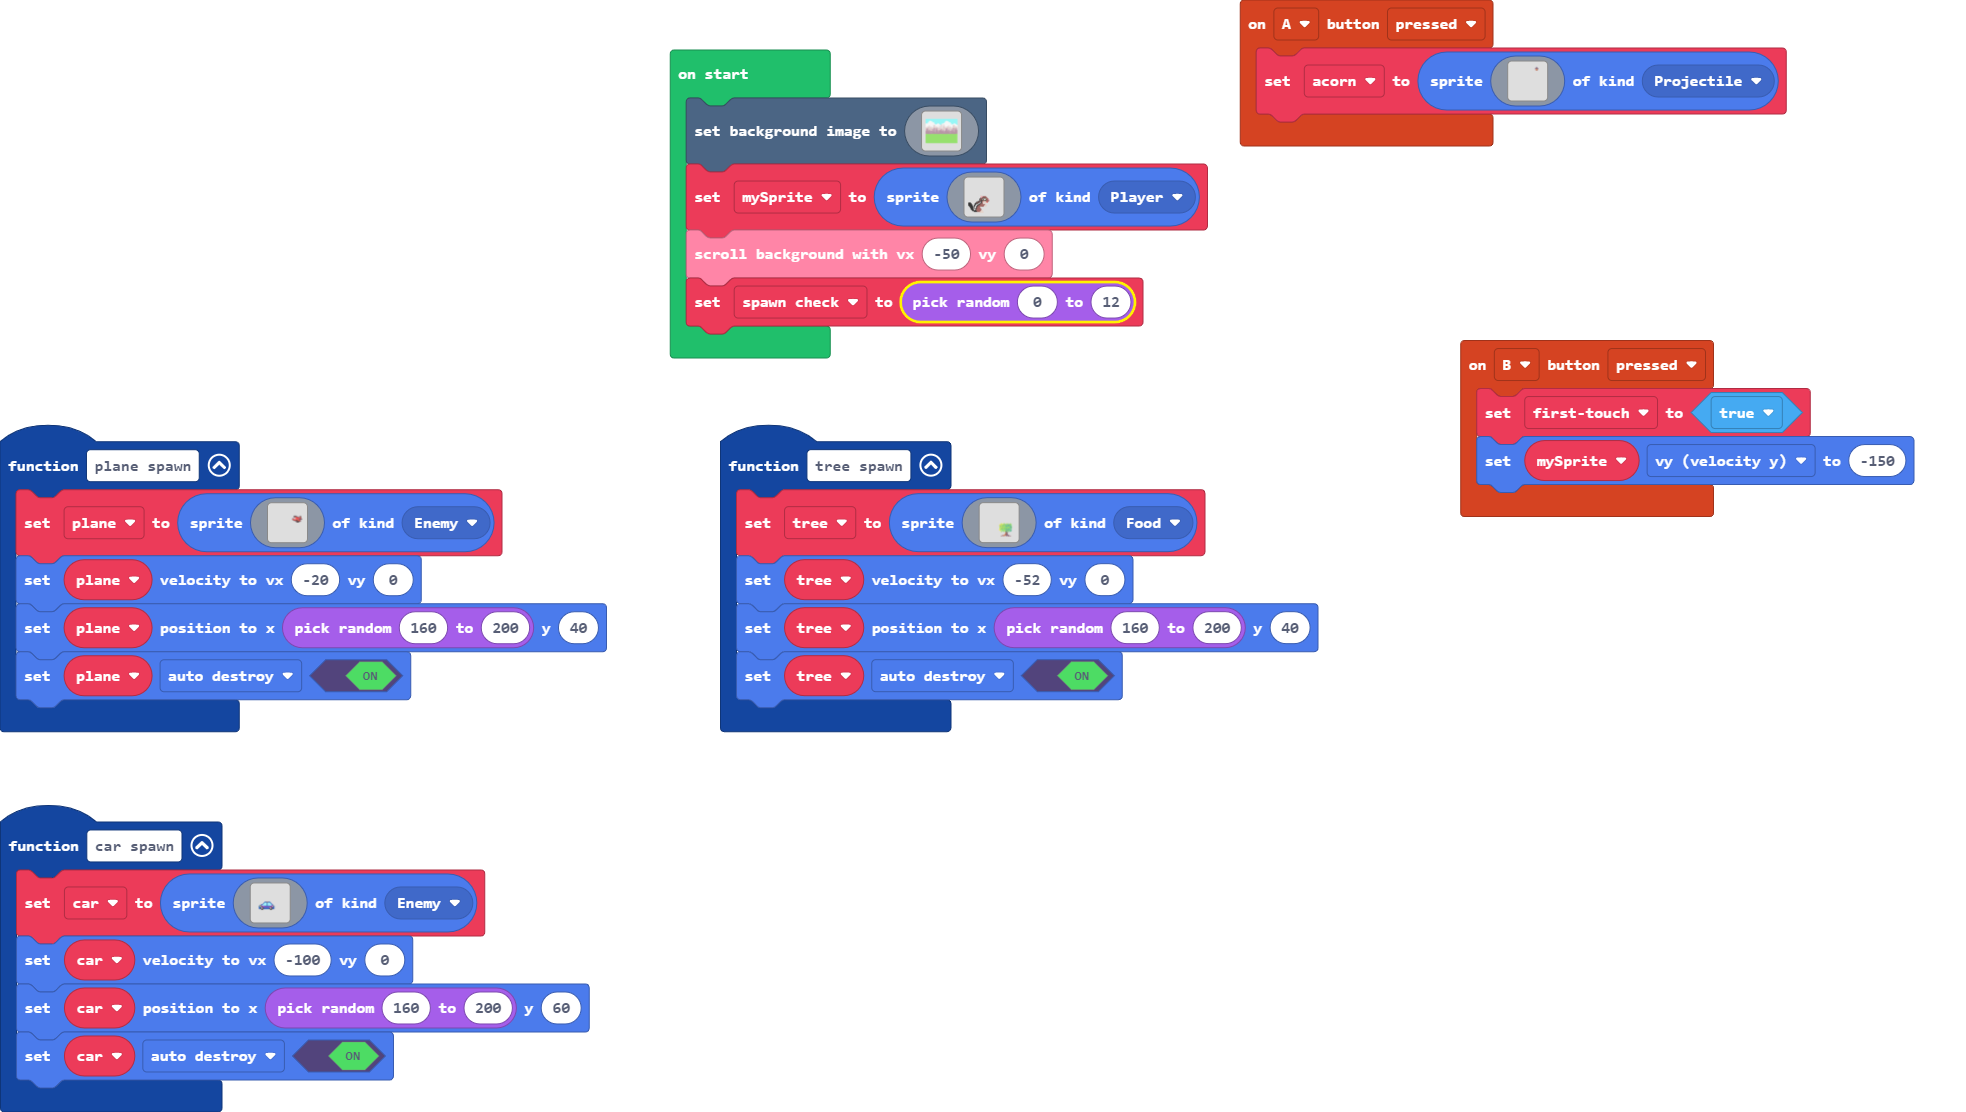 on start
set background image to
set mySprite to sprite of kind Player
scroll background with vx -50 vy 0
set spawn check to pick random 0 to 12
on A button pressed
set acorn to sprite of kind Projectile
on B button pressed
set first-touch to true
set mySprite vy (velocity y) to -150
function plane spawn
set plane to sprite of kind Enemy
set plane velocity to vx -20 vy 0
set plane position to x pick random 160 to 200 y 40
set plane auto destroy ON
function tree spawn
set tree to sprite of kind Food
set tree velocity to vx -52 vy 0
set tree position to x pick random 160 to 200 y 40
set tree auto destroy ON
function car spawn
set car to sprite of kind Enemy
set car velocity to vx -100 vy 0
set car position to x pick random 160 to 200 y 60
set car auto destroy ON